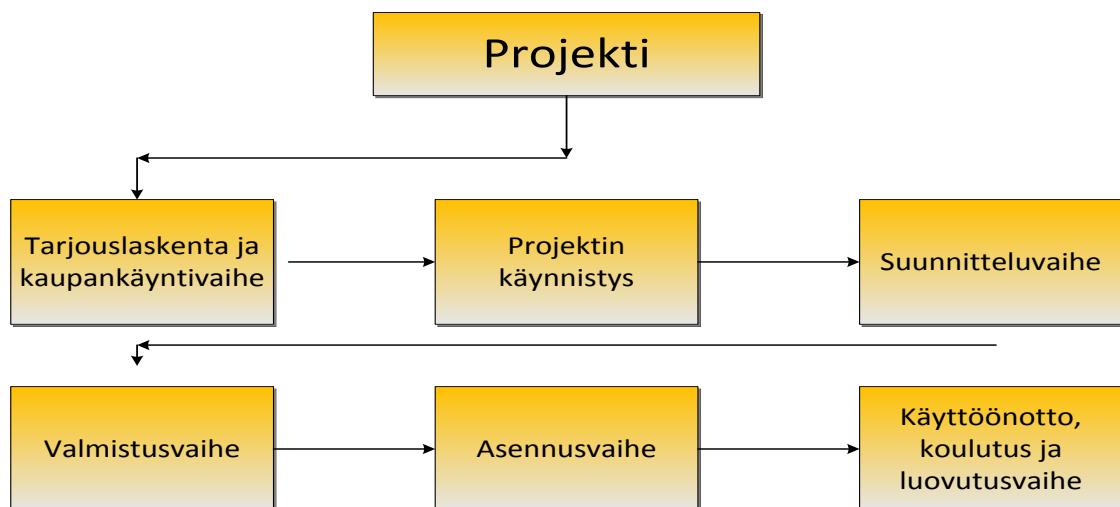 Projekti
Tarjouslaskenta ja
kaupankäyntivaihe
Projektin
käynnistys
Suunnitteluvaihe
Valmistusvaihe
Asennusvaihe
Käyttöönotto,
koulutus ja
luovutusvaihe